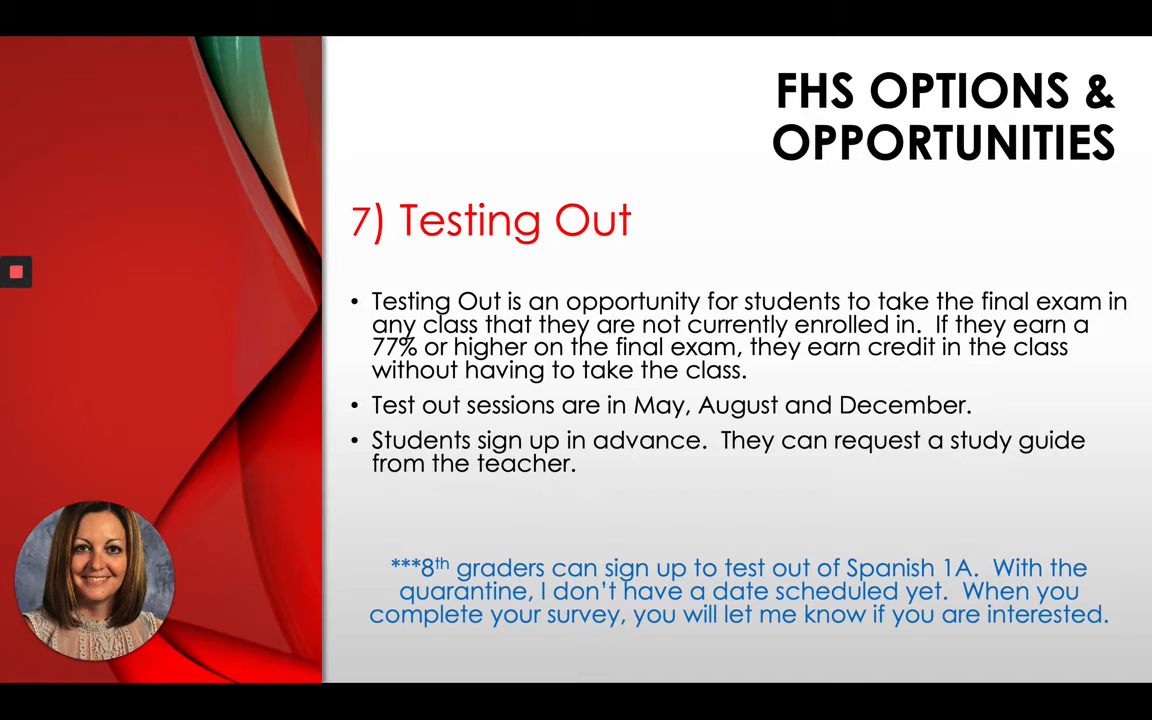 FHS OPTIONS &
OPPORTUNITIES
7) Testing Out
• Testing Out is an opportunity for students to take the final exam in
any class that they are not currently enrolled in.  If they earn a
77% or higher on the final exam, they earn credit in the class
without having to take the class.
• Test out sessions are in May, August and December.
• Students sign up in advance.  They can request a study guide
from the teacher.
***8th graders can sign up to test out of Spanish 1A.  With the
quarantine, I don’t have a date scheduled yet.  When you
complete your survey, you will let me know if you are interested.